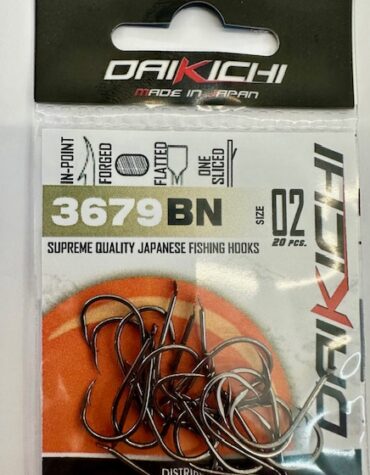 DAIKICHI
MADE IN JAPAN
IN-POINT
FORGED
FLATTED
ONE SLICED
3679BN
SIZE 02
20 PCS.
SUPREME QUALITY JAPANESE FISHING HOOKS
DAIKICHI